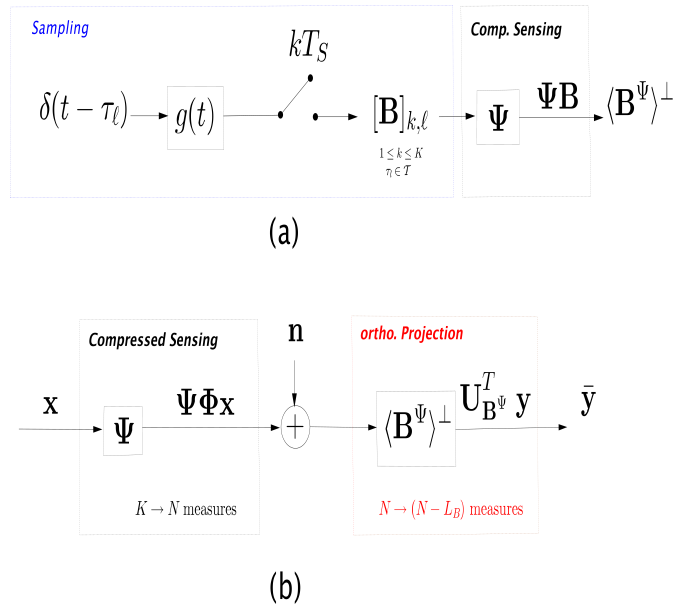 Sampling
Comp. Sensing
kT_S
δ(t − τ_ℓ)
g(t)
[B]_{k,ℓ}
Ψ
ΨB
⟨B^Ψ⟩^⊥
1 ≤ k ≤ K
τ_l ∈ T
(a)
Compressed Sensing
n
ortho. Projection
x
Ψ
ΨΦx
+
⟨B^Ψ⟩^⊥
U^T_{B^Ψ} y
ȳ
K → N measures
N → (N − L_B) measures
(b)